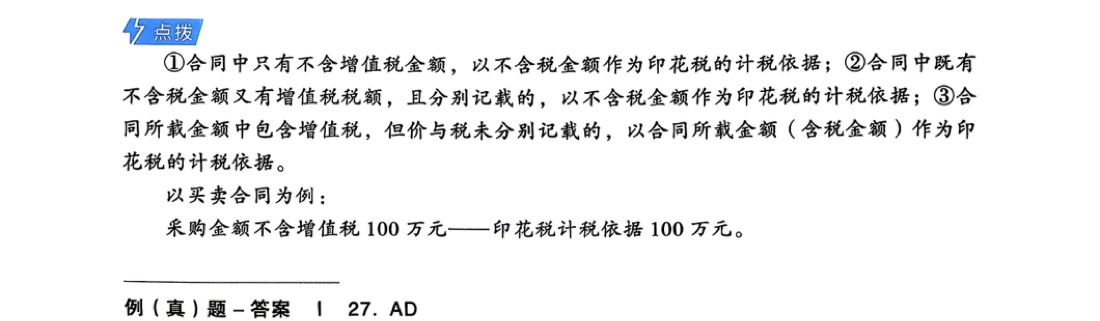 点拨
①合同中只有不含增值税金额，以不含税金额作为印花税的计税依据；②合同中既有
不含税金额又有增值税税额，且分别记载的，以不含税金额作为印花税的计税依据；③合
同所载金额中包含增值税，但价与税未分别记载的，以合同所载金额（含税金额）作为印
花税的计税依据。
以买卖合同为例：
采购金额不含增值税 100 万元——印花税计税依据 100 万元。
例（真）题－答案 | 27. AD